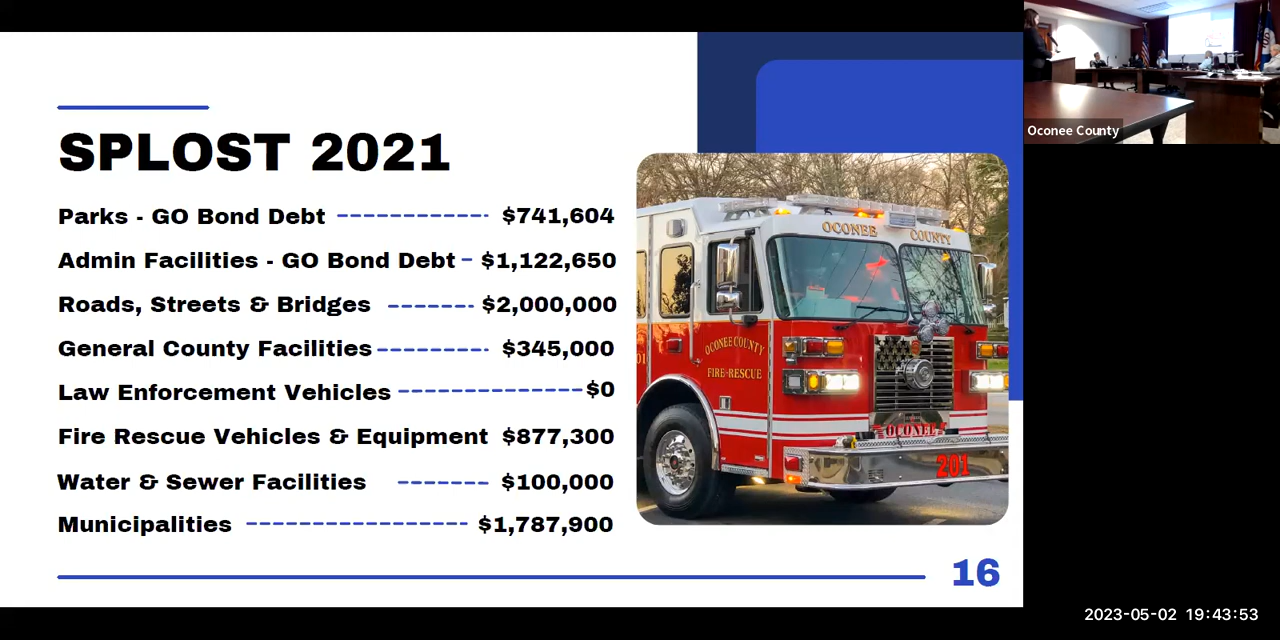 SPLOST 2021
Parks - GO Bond Debt $741,604
Admin Facilities - GO Bond Debt $1,122,650
Roads, Streets & Bridges $2,000,000
General County Facilities $345,000
Law Enforcement Vehicles $0
Fire Rescue Vehicles & Equipment $877,300
Water & Sewer Facilities $100,000
Municipalities $1,787,900
16
OCONEE COUNTY
OCONEE COUNTY
FIRE-RESCUE
OCONEE
201
Oconee County
2023-05-02 19:43:53